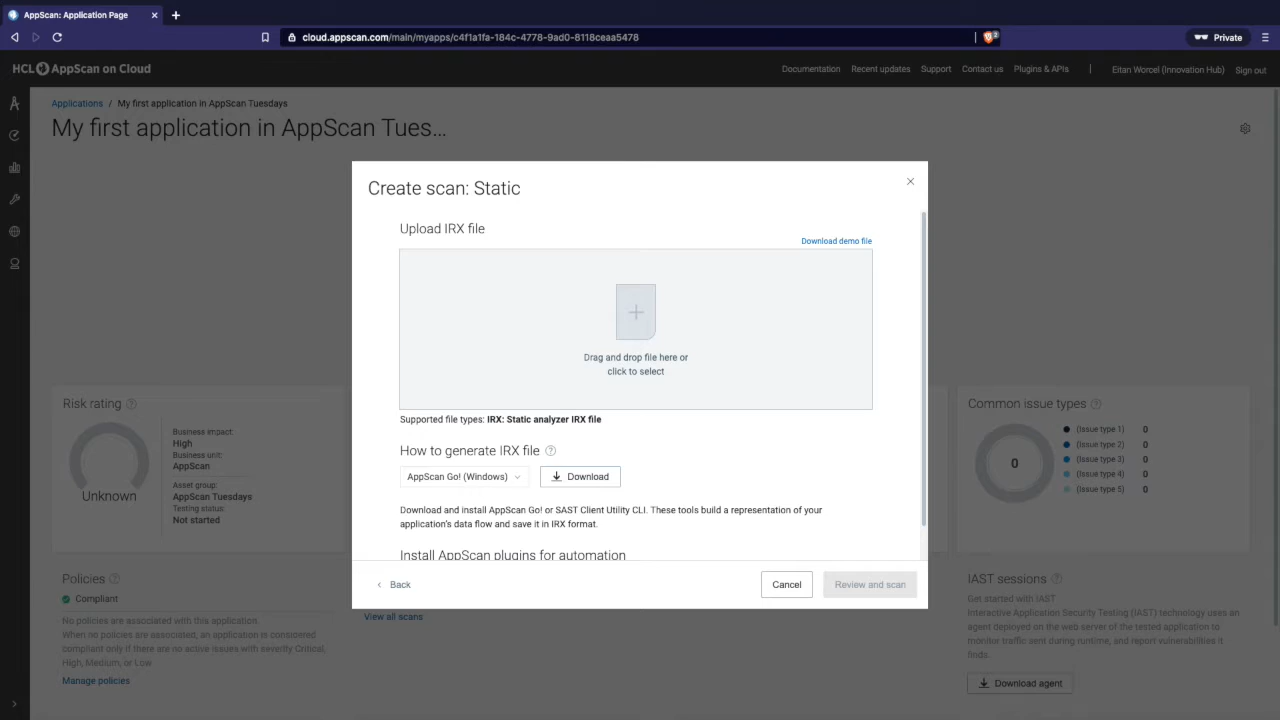 AppScan: Application Page
cloud.appscan.com/main/myapps/c4f1a1fa-184c-4778-9ad0-8118ceaa5478
2
Private
HCL AppScan on Cloud
Documentation
Recent updates
Support
Contact us
Plugins & APIs
Eitan Worcel (Innovation Hub)
Sign out
Applications / My first application in AppScan Tuesdays
My first application in AppScan Tues...
Create scan: Static
Upload IRX file
Download demo file
Drag and drop file here or
click to select
Supported file types: IRX: Static analyzer IRX file
How to generate IRX file
AppScan Go! (Windows)
Download
Download and install AppScan Go! or SAST Client Utility CLI. These tools build a representation of your
application's data flow and save it in IRX format.
Install AppScan plugins for automation
Back
Cancel
Review and scan
Risk rating
Unknown
Business impact:
High
Business unit:
AppScan
Asset group:
AppScan Tuesdays
Testing status:
Not started
Common issue types
0
(Issue type 1) 0
(Issue type 2) 0
(Issue type 3) 0
(Issue type 4) 0
(Issue type 5) 0
Policies
Compliant
No policies are associated with this application.
When no policies are associated, an application is considered
compliant only if there are no active issues with severity Critical,
High, Medium, or Low
Manage policies
View all scans
IAST sessions
Get started with IAST
Interactive Application Security Testing (IAST) technology uses an
agent deployed on the web server of the tested application to
monitor traffic sent during runtime, and report vulnerabilities it
finds.
Download agent